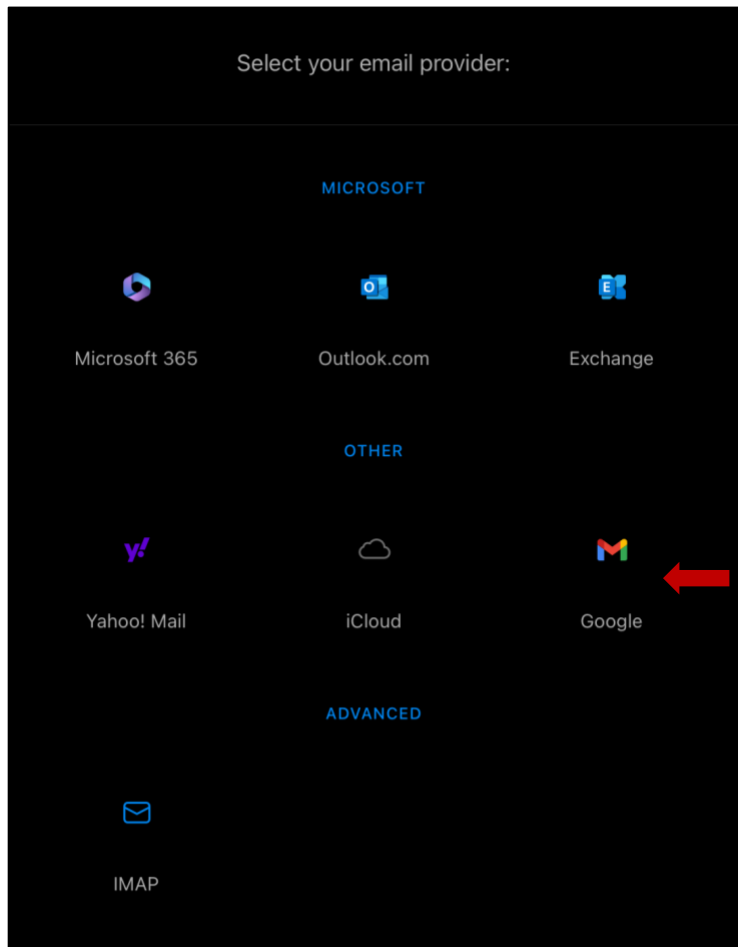 Select your email provider:
MICROSOFT
Microsoft 365
Outlook.com
Exchange
OTHER
Yahoo! Mail
iCloud
Google
ADVANCED
IMAP